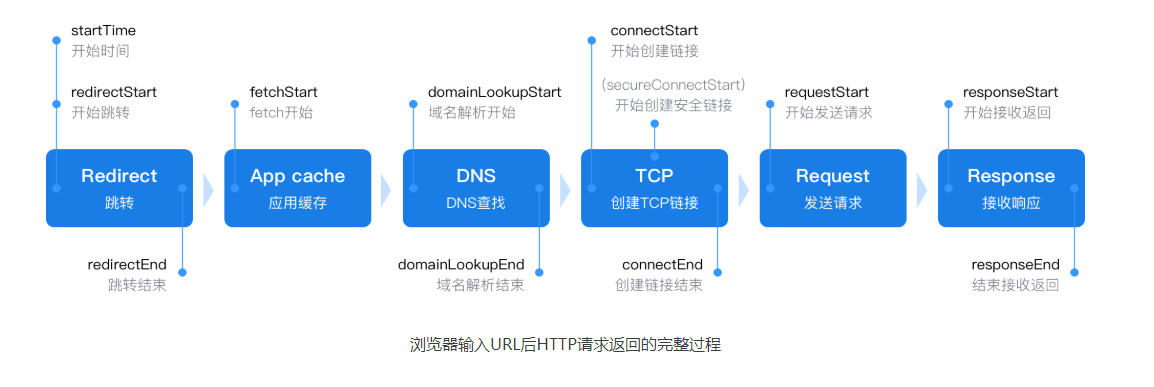 startTime
开始时间
redirectStart
开始跳转
fetchStart
fetch开始
domainLookupStart
域名解析开始
connectStart
开始创建链接
(secureConnectStart)
开始创建安全链接
requestStart
开始发送请求
responseStart
开始接收返回
Redirect
跳转
App cache
应用缓存
DNS
DNS查找
TCP
创建TCP链接
Request
发送请求
Response
接收响应
redirectEnd
跳转结束
domainLookupEnd
域名解析结束
connectEnd
创建链接结束
responseEnd
结束接收返回
浏览器输入URL后HTTP请求返回的完整过程